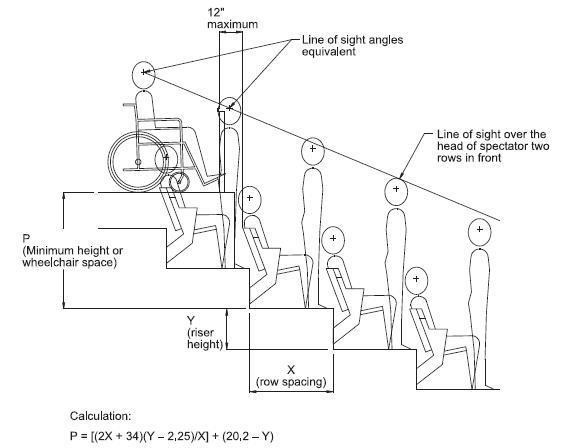 12"
maximum
Line of sight angles
equivalent
Line of sight over the
head of spectator two
rows in front
P
(Minimum height or
wheelchair space)
Y
(riser
height)
X
(row spacing)
Calculation:
P = [(2X + 34)(Y – 2,25)/X] + (20,2 – Y)